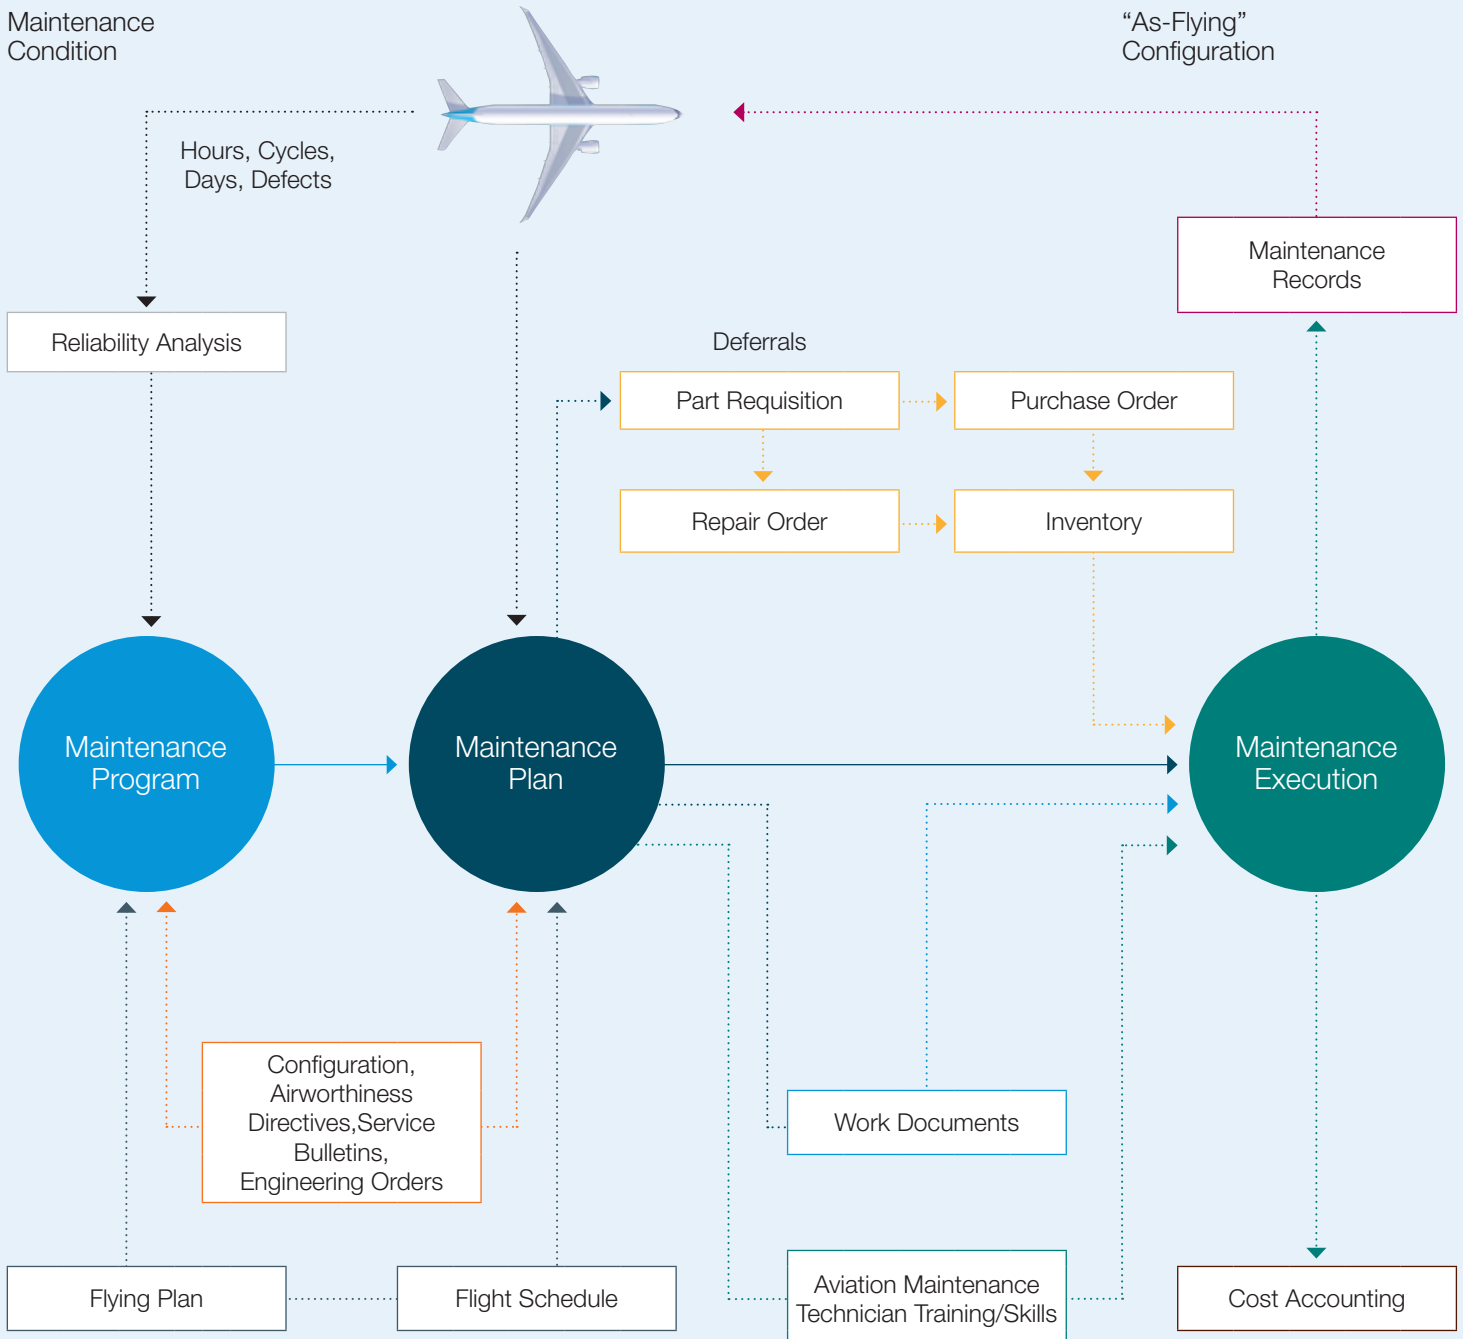 Maintenance
Condition
“As-Flying”
Configuration
Hours, Cycles,
Days, Defects
Maintenance
Records
Reliability Analysis
Deferrals
Part Requisition
Purchase Order
Repair Order
Inventory
Maintenance
Program
Maintenance
Plan
Maintenance
Execution
Configuration,
Airworthiness
Directives,Service
Bulletins,
Engineering Orders
Work Documents
Flying Plan
Flight Schedule
Aviation Maintenance
Technician Training/Skills
Cost Accounting